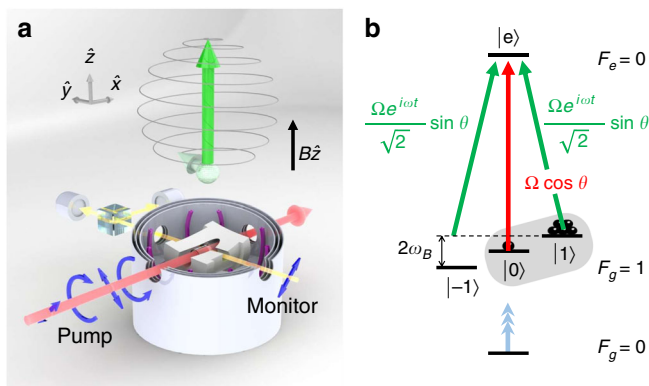 a
ẑ
ŷ
x̂
Bẑ
Pump
Monitor
b
|e⟩
F_e = 0
Ωe^{iωt}/√2 sin θ
Ωe^{iωt}/√2 sin θ
Ω cos θ
2ω_B
|−1⟩
|0⟩
|1⟩
F_g = 1
F_g = 0